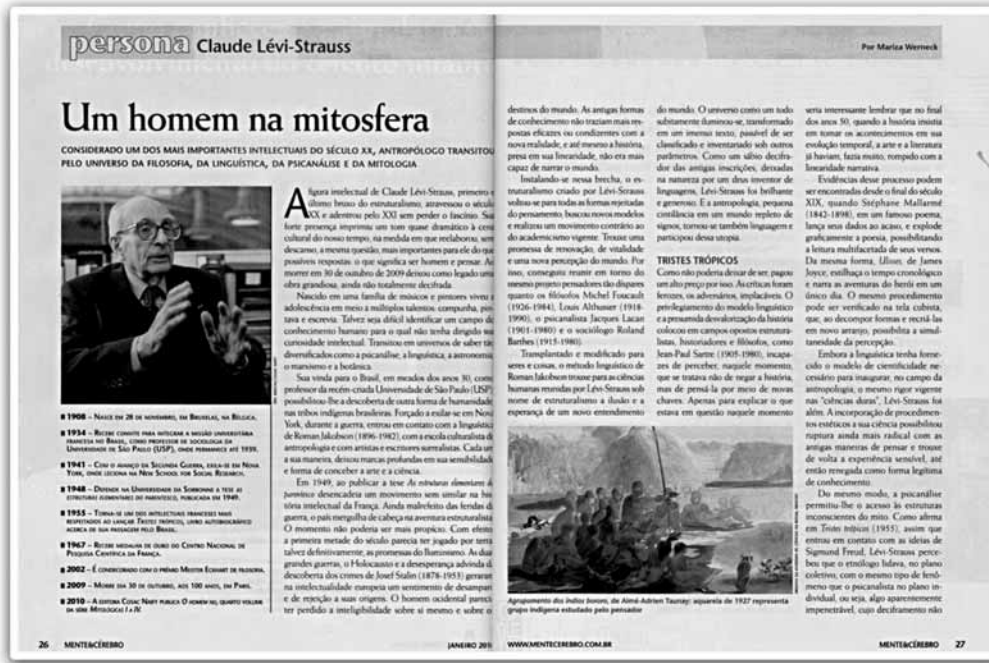 persona Claude Lévi-Strauss
Por Mariza Werneck
Um homem na mitosfera
CONSIDERADO UM DOS MAIS IMPORTANTES INTELECTUAIS DO SÉCULO XX, ANTROPÓLOGO TRANSITOU
PELO UNIVERSO DA FILOSOFIA, DA LINGUÍSTICA, DA PSICANÁLISE E DA MITOLOGIA
■ 1908 – NASCE EM 28 DE NOVEMBRO, EM BRUXELAS, NA BÉLGICA.
■ 1934 – RECEBE CONVITE PARA INTEGRAR A MISSÃO UNIVERSITÁRIA
FRANCESA NO BRASIL, COMO PROFESSOR DE SOCIOLOGIA DA
UNIVERSIDADE DE SÃO PAULO (USP), ONDE PERMANECE ATÉ 1939.
■ 1941 – COM O AVANÇO DA SEGUNDA GUERRA, EXILA-SE EM NOVA
YORK, ONDE LECIONA NA NEW SCHOOL FOR SOCIAL RESEARCH.
■ 1948 – DEFENDE NA UNIVERSIDADE DA SORBONNE A TESE AS
ESTRUTURAS ELEMENTARES DO PARENTESCO, PUBLICADA EM 1949.
■ 1955 – TORNA-SE UM DOS INTELECTUAIS FRANCESES MAIS
RESPEITADOS AO LANÇAR TRISTES TRÓPICOS, LIVRO AUTOBIOGRÁFICO
ACERCA DE SUA PASSAGEM PELO BRASIL.
■ 1967 – RECEBE MEDALHA DE OURO DO CENTRO NACIONAL DE
PESQUISA CIENTÍFICA DA FRANÇA.
■ 2002 – É CONDECORADO COM O PRÊMIO MEISTER ECKHART DE FILOSOFIA.
■ 2009 – MORRE DIA 30 DE OUTUBRO, AOS 100 ANOS, EM PARIS.
■ 2010 – A EDITORA COSAC NAIFY PUBLICA O HOMEM NU, QUARTO VOLUME
DA SÉRIE MITOLÓGICAS I A IV.
A figura intelectual de Claude Lévi-Strauss, primeiro e
último bruxo do estruturalismo, atravessou o século
XX e adentrou pelo XXI sem perder o fascínio. Sua
forte presença imprimiu um tom quase dramático à cena
cultural do nosso tempo, na medida em que reelaborou, sem
descanso, a mesma questão, mais importantes para ele do que
possíveis respostas: o que significa ser homem e pensar. Ao
morrer em 30 de outubro de 2009 deixou como legado uma
obra grandiosa, ainda não totalmente decifrada.
Nascido em uma família de músicos e pintores viveu a
adolescência em meio a múltiplos talentos: compunha, pin-
tava e escrevia. Talvez seja difícil identificar um campo do
conhecimento humano para o qual não tenha dirigido sua
curiosidade intelectual. Transitou em universos de saber tão
diversificados como a psicanálise, a linguística, a astronomia,
o marxismo e a botânica.
Sua vinda para o Brasil, em meados dos anos 30, como
professor da recém-criada Universidade de São Paulo (USP),
possibilitou-lhe a descoberta de outra forma de humanidade
nas tribos indígenas brasileiras. Forçado a exilar-se em Nova
York, durante a guerra, entrou em contato com a linguística
de Roman Jakobson (1896-1982), com a escola culturalista de
antropologia e com artistas e escritores surrealistas. Cada um
a sua maneira, deixou marcas profundas em sua sensibilidade
e forma de conceber a arte e a ciência.
Em 1949, ao publicar a tese As estruturas elementares do
parentesco desencadeia um movimento sem similar na his-
tória intelectual da França. Ainda malrefeito das feridas da
guerra, o país mergulha de cabeça na aventura estruturalista.
O momento não poderia ser mais propício. Com efeito,
a primeira metade do século parecia ter jogado por terra,
talvez definitivamente, as promessas do Iluminismo. As duas
grandes guerras, o Holocausto e a desesperança advinda da
descoberta dos crimes de Josef Stalin (1878-1953) geraram
na intelectualidade europeia um sentimento de desamparo
e de rejeição a suas origens. O homem ocidental parecia
ter perdido a inteligibilidade sobre si mesmo e sobre os
destinos do mundo. As antigas formas
de conhecimento não traziam mais res-
postas eficazes ou condizentes com a
nova realidade, e até mesmo a história,
presa em sua linearidade, não era mais
capaz de narrar o mundo.
Instalando-se nessa brecha, o es-
truturalismo criado por Lévi-Strauss
voltou-se para todas as formas rejeitadas
do pensamento, buscou novos modelos
e realizou um movimento contrário ao
do academicismo vigente. Trouxe uma
promessa de renovação, de vitalidade
e uma nova percepção do mundo. Por
isso, conseguiu reunir em torno do
mesmo projeto pensadores tão díspares
quanto os filósofos Michel Foucault
(1926-1984), Louis Althusser (1918-
1990), o psicanalista Jacques Lacan
(1901-1980) e o sociólogo Roland
Barthes (1915-1980).
Transplantado e modificado para
seres e coisas, o método linguístico de
Roman Jakobson trouxe para as ciências
humanas reunidas por Lévi-Strauss sob
nome de estruturalismo a ilusão e a
esperança de um novo entendimento
do mundo. O universo como um todo
subitamente iluminou-se, transformado
em um imenso texto, passível de ser
classificado e inventariado sob outros
parâmetros. Como um sábio decifra-
dor das antigas inscrições, deixadas
na natureza por um deus inventor de
linguagens, Lévi-Strauss foi brilhante
e generoso. E a antropologia, pequena
cintilância em um mundo repleto de
signos, tornou-se também linguagem e
participou dessa utopia.
TRISTES TRÓPICOS
Como não poderia deixar de ser, pagou
um alto preço por isso. As críticas foram
ferozes, os adversários, implacáveis. O
privilegiamento do modelo linguístico
e a presumida desvalorização da história
colocou em campos opostos estrutura-
listas, historiadores e filósofos, como
Jean-Paul Sartre (1905-1980), incapa-
zes de perceber, naquele momento,
que se tratava não de negar a história,
mas de pensá-la por meio de novas
chaves. Apenas para explicar o que
estava em questão naquele momento
seria interessante lembrar que no final
dos anos 50, quando a história insistia
em tomar os acontecimentos em sua
evolução temporal, a arte e a literatura
já haviam, fazia muito, rompido com a
linearidade narrativa.
Evidências desse processo podem
ser encontradas desde o final do século
XIX, quando Stéphane Mallarmé
(1842-1898), em um famoso poema,
lança seus dados ao acaso, e explode
graficamente a poesia, possibilitando
a leitura multifacetada de seus versos.
Da mesma forma, Ulisses, de James
Joyce, estilhaça o tempo cronológico
e narra as aventuras do herói em um
único dia. O mesmo procedimento
pode ser verificado na tela cubista,
que, ao decompor formas e recriá-las
em novo arranjo, possibilita a simul-
taneidade da percepção.
Embora a linguística tenha forne-
cido o modelo de cientificidade ne-
cessário para inaugurar, no campo da
antropologia, o mesmo rigor vigente
nas "ciências duras", Lévi-Strauss foi
além. A incorporação de procedimen-
tos estéticos a sua ciência possibilitou
ruptura ainda mais radical com as
antigas maneiras de pensar e trouxe
de volta a experiência sensível, até
então renegada como forma legítima
de conhecimento.
Do mesmo modo, a psicanálise
permitiu-lhe o acesso às estruturas
inconscientes do mito. Como afirma
em Tristes trópicos (1955), assim que
entrou em contato com as ideias de
Sigmund Freud, Lévi-Strauss perce-
beu que o etnólogo lidava, no plano
coletivo, com o mesmo tipo de fenô-
meno que o psicanalista no plano in-
dividual, ou seja, algo aparentemente
impenetrável, cujo deciframento não
Agrupamento dos índios bororo, de Aimé-Adrien Taunay: aquarela de 1927 representa
grupo indígena estudado pelo pensador
26 MENTE&CÉREBRO
JANEIRO 201
WWW.MENTECEREBRO.COM.BR
MENTE&CÉREBRO 27